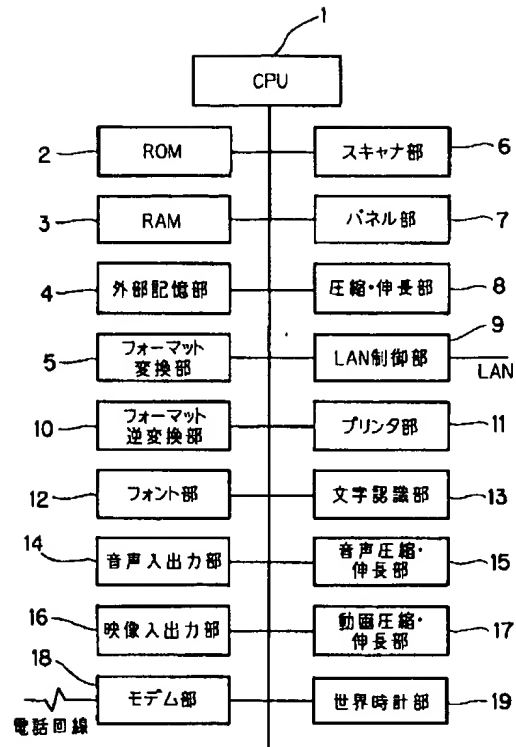 1
CPU
2
ROM
スキャナ部
6
3
RAM
パネル部
7
4
外部記憶部
圧縮・伸長部
8
5
フォーマット
変換部
LAN制御部
9
LAN
10
フォーマット
逆変換部
プリンタ部
11
12
フォント部
文字認識部
13
14
音声入出力部
音声圧縮・
伸長部
15
16
映像入出力部
動画圧縮・
伸長部
17
18
モデム部
電話回線
世界時計部
19